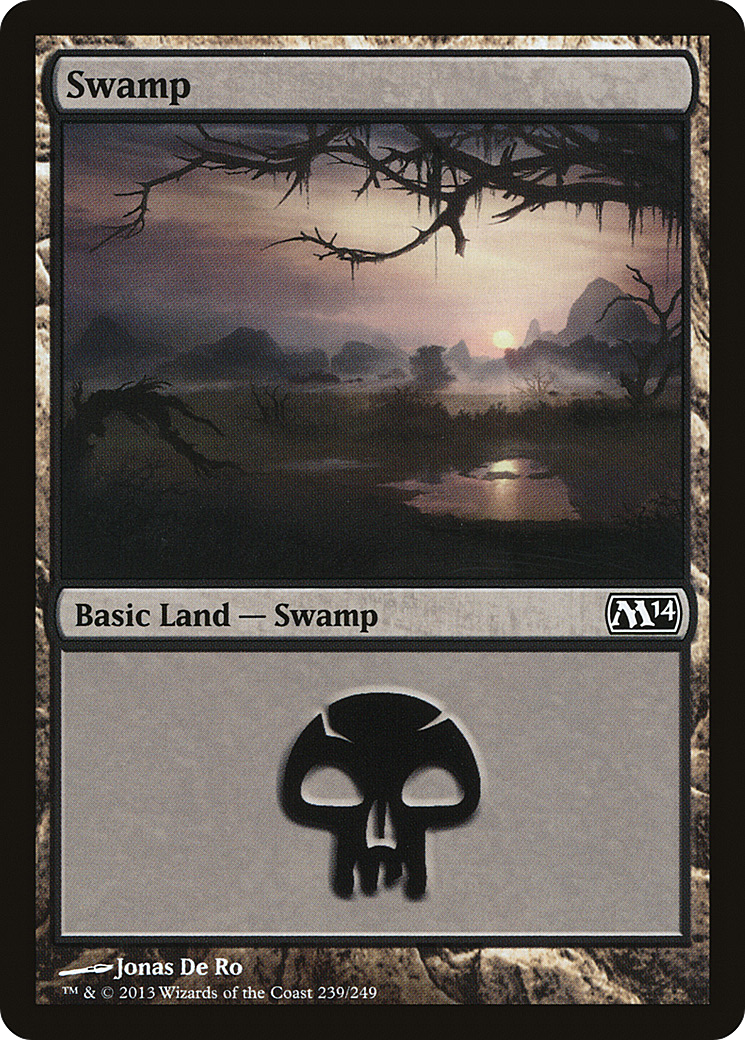 Swamp
Basic Land — Swamp
M14
Jonas De Ro
™ & © 2013 Wizards of the Coast 239/249